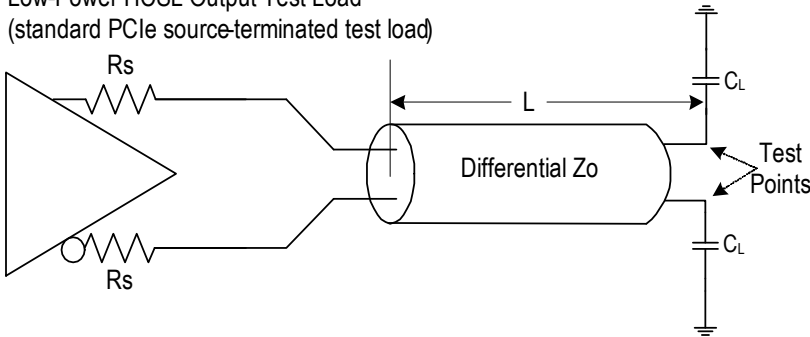 Low-Power HCSL Output Test Load
(standard PCIe source-terminated test load)
Rs
CL
L
Differential Zo
Test
Points
CL
Rs